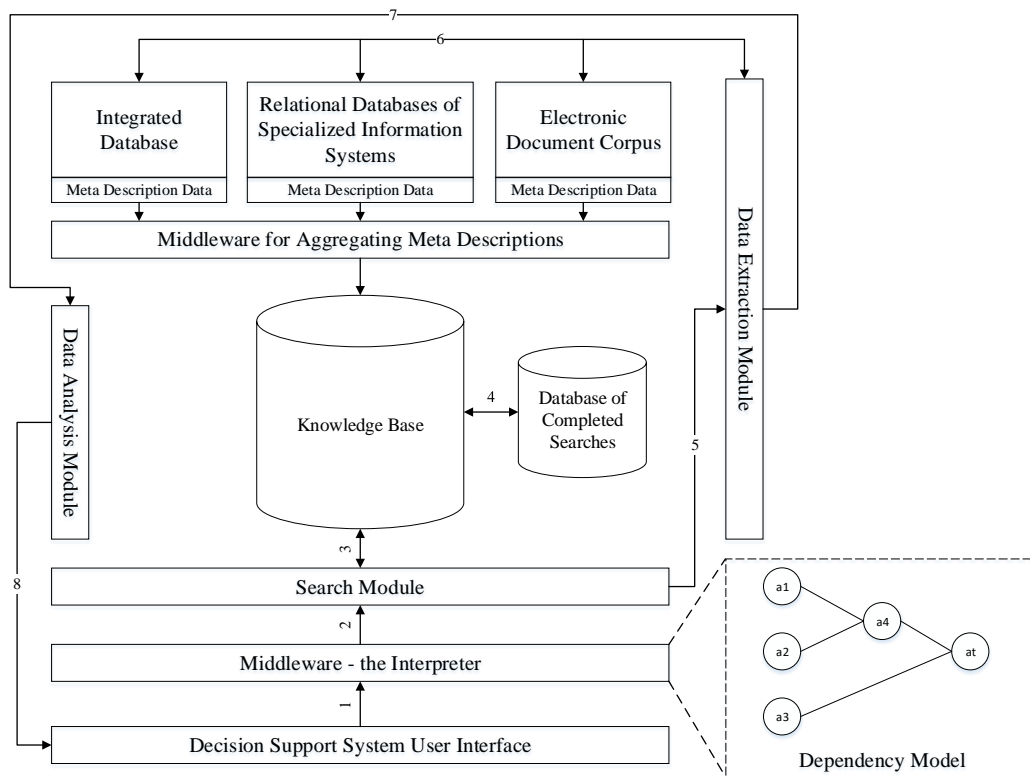 7
6
Integrated
Database
Relational Databases of
Specialized Information
Systems
Electronic
Document Corpus
Meta Description Data
Meta Description Data
Meta Description Data
Middleware for Aggregating Meta Descriptions
Data Extraction Module
Data Analysis Module
Knowledge Base
4
Database of
Completed
Searches
5
3
8
Search Module
2
Middleware - the Interpreter
1
Decision Support System User Interface
a1
a2
a4
at
a3
Dependency Model